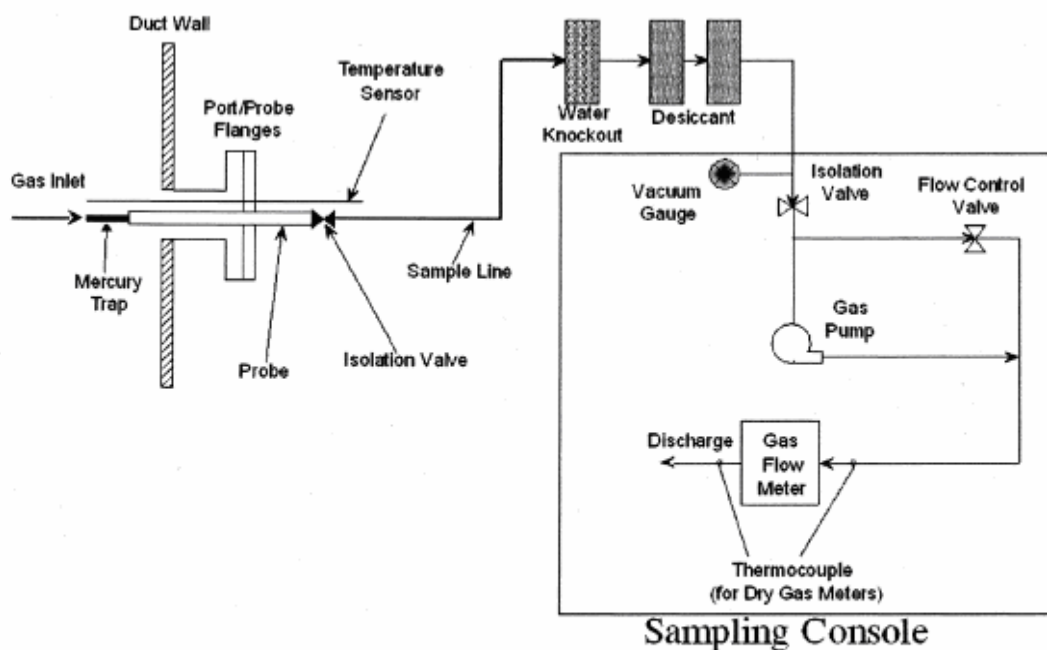 Duct Wall
Temperature
Sensor
Port/Probe
Flanges
Water
Knockout
Desiccant
Gas Inlet
Vacuum
Gauge
Isolation
Valve
Flow Control
Valve
Mercury
Trap
Sample Line
Probe
Isolation Valve
Gas
Pump
Discharge
Gas
Flow
Meter
Thermocouple
(for Dry Gas Meters)
Sampling Console